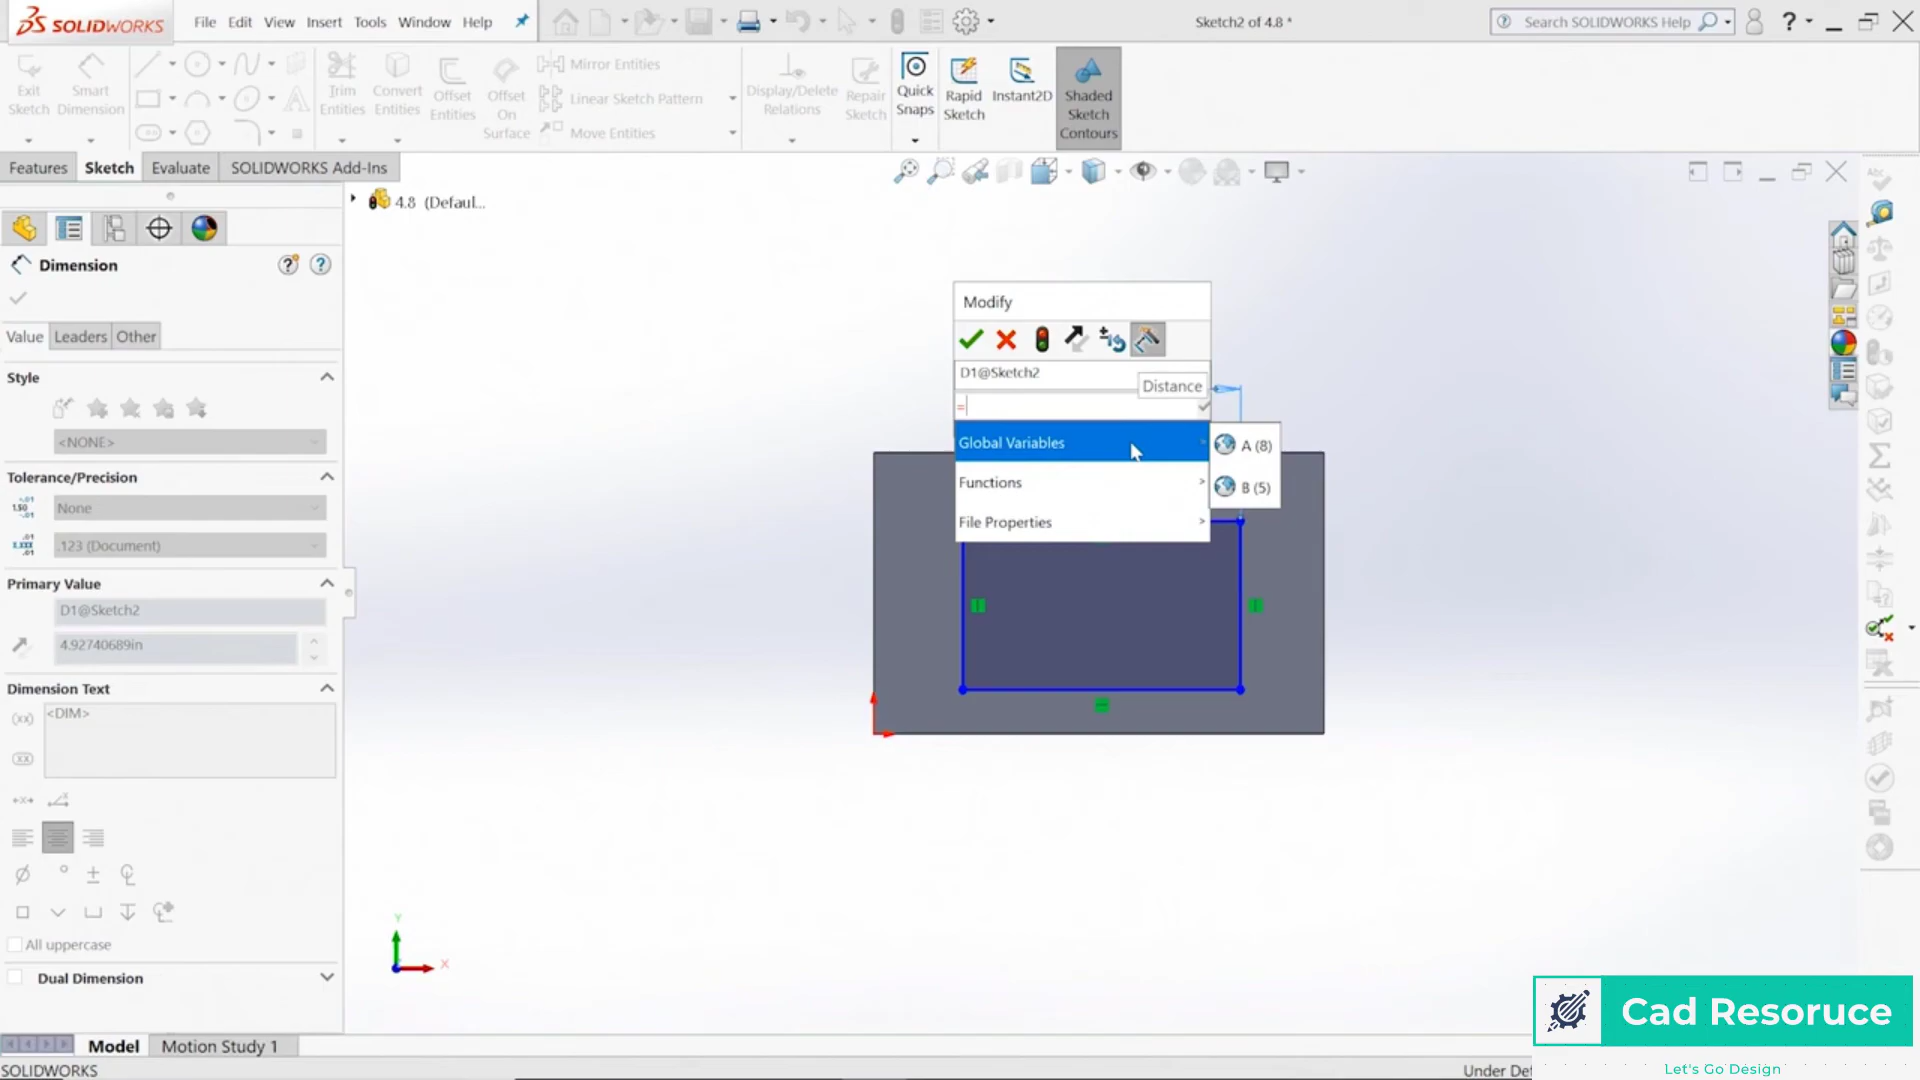 SOLIDWORKS
File Edit View Insert Tools Window Help
Sketch2 of 4.8 *
Search SOLIDWORKS Help
Exit Sketch
Smart Dimension
Trim Entities
Convert Entities
Offset Entities
Offset On Surface
Mirror Entities
Linear Sketch Pattern
Move Entities
Display/Delete Relations
Repair Sketch
Quick Snaps
Rapid Sketch
Instant2D
Shaded Sketch Contours
Features Sketch Evaluate SOLIDWORKS Add-Ins
4.8 (Defaul...
Dimension
Value Leaders Other
Style
<NONE>
Tolerance/Precision
None
.123 (Document)
Primary Value
D1@Sketch2
4.92740689in
Dimension Text
<DIM>
All uppercase
Dual Dimension
Modify
D1@Sketch2
Distance
=
Global Variables
A (8)
B (5)
Functions
File Properties
Y
X
Model Motion Study 1
SOLIDWORKS
Under Def
Cad Resoruce
Let's Go Design